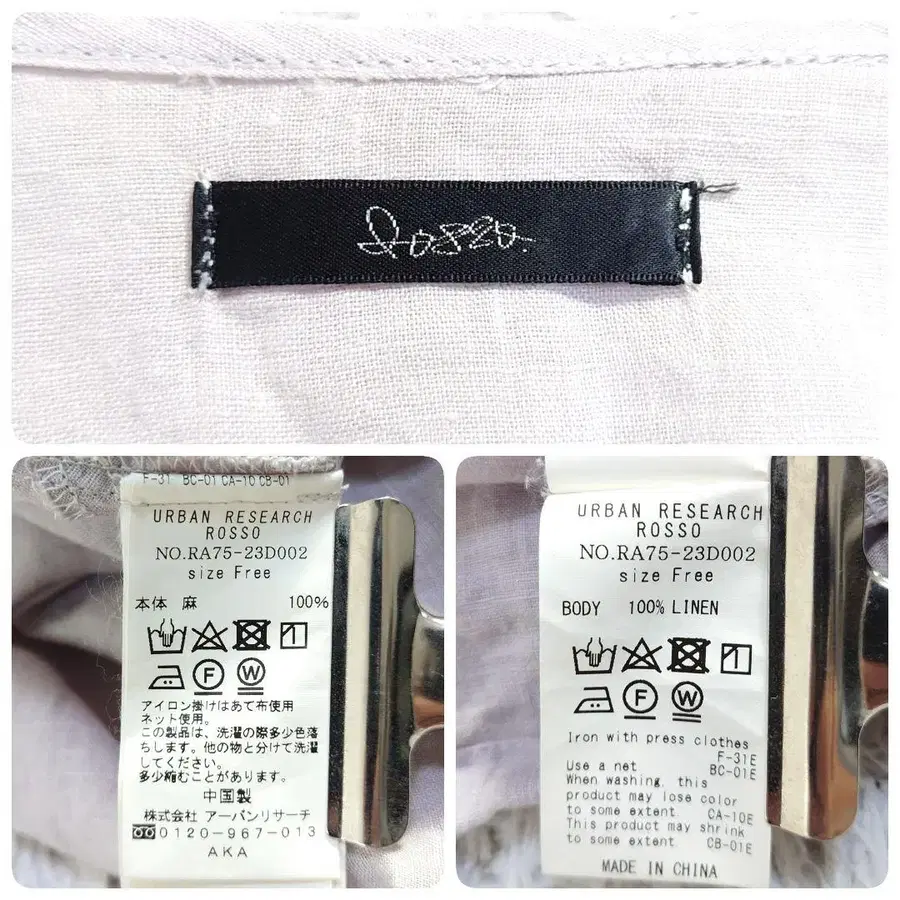 Rosso.
F-31 BC-01 CA-10 CB-01
URBAN RESEARCH
ROSSO
NO.RA75-23D002
size Free
本体 麻 100%
F W
アイロン掛けはあて布使用
ネット使用。
この製品は、洗濯の際多少色落
ちします。他の物と分けて洗濯
してください。
多少縮むことがあります。
中国製
株式会社 アーバンリサーチ
0120-967-013
AKA
URBAN RESEARCH
ROSSO
NO.RA75-23D002
size Free
BODY 100% LINEN
F W
Iron with press clothes
F-31E
Use a net BC-01E
When washing, this
product may lose color
to some extent CA-10E
This product may shrink
to some extent CB-01E
MADE IN CHINA